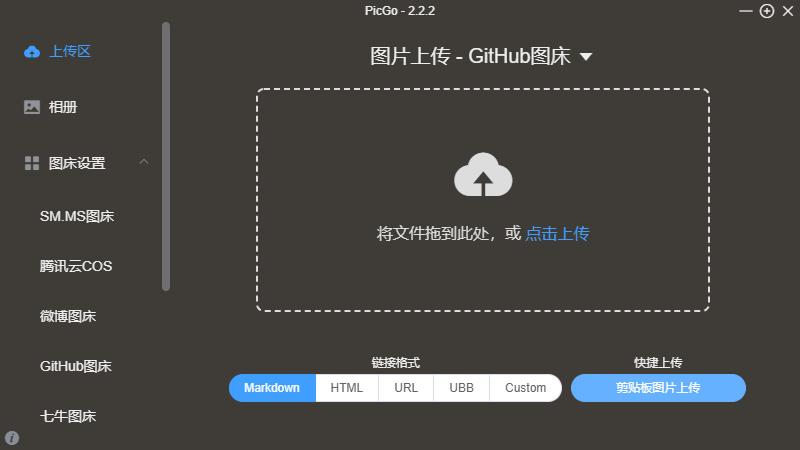 PicGo - 2.2.2
上传区
相册
图床设置
SM.MS图床
腾讯云COS
微博图床
GitHub图床
七牛图床
图片上传 - GitHub图床
将文件拖到此处，或 点击上传
链接格式
Markdown HTML URL UBB Custom
快捷上传
剪贴板图片上传